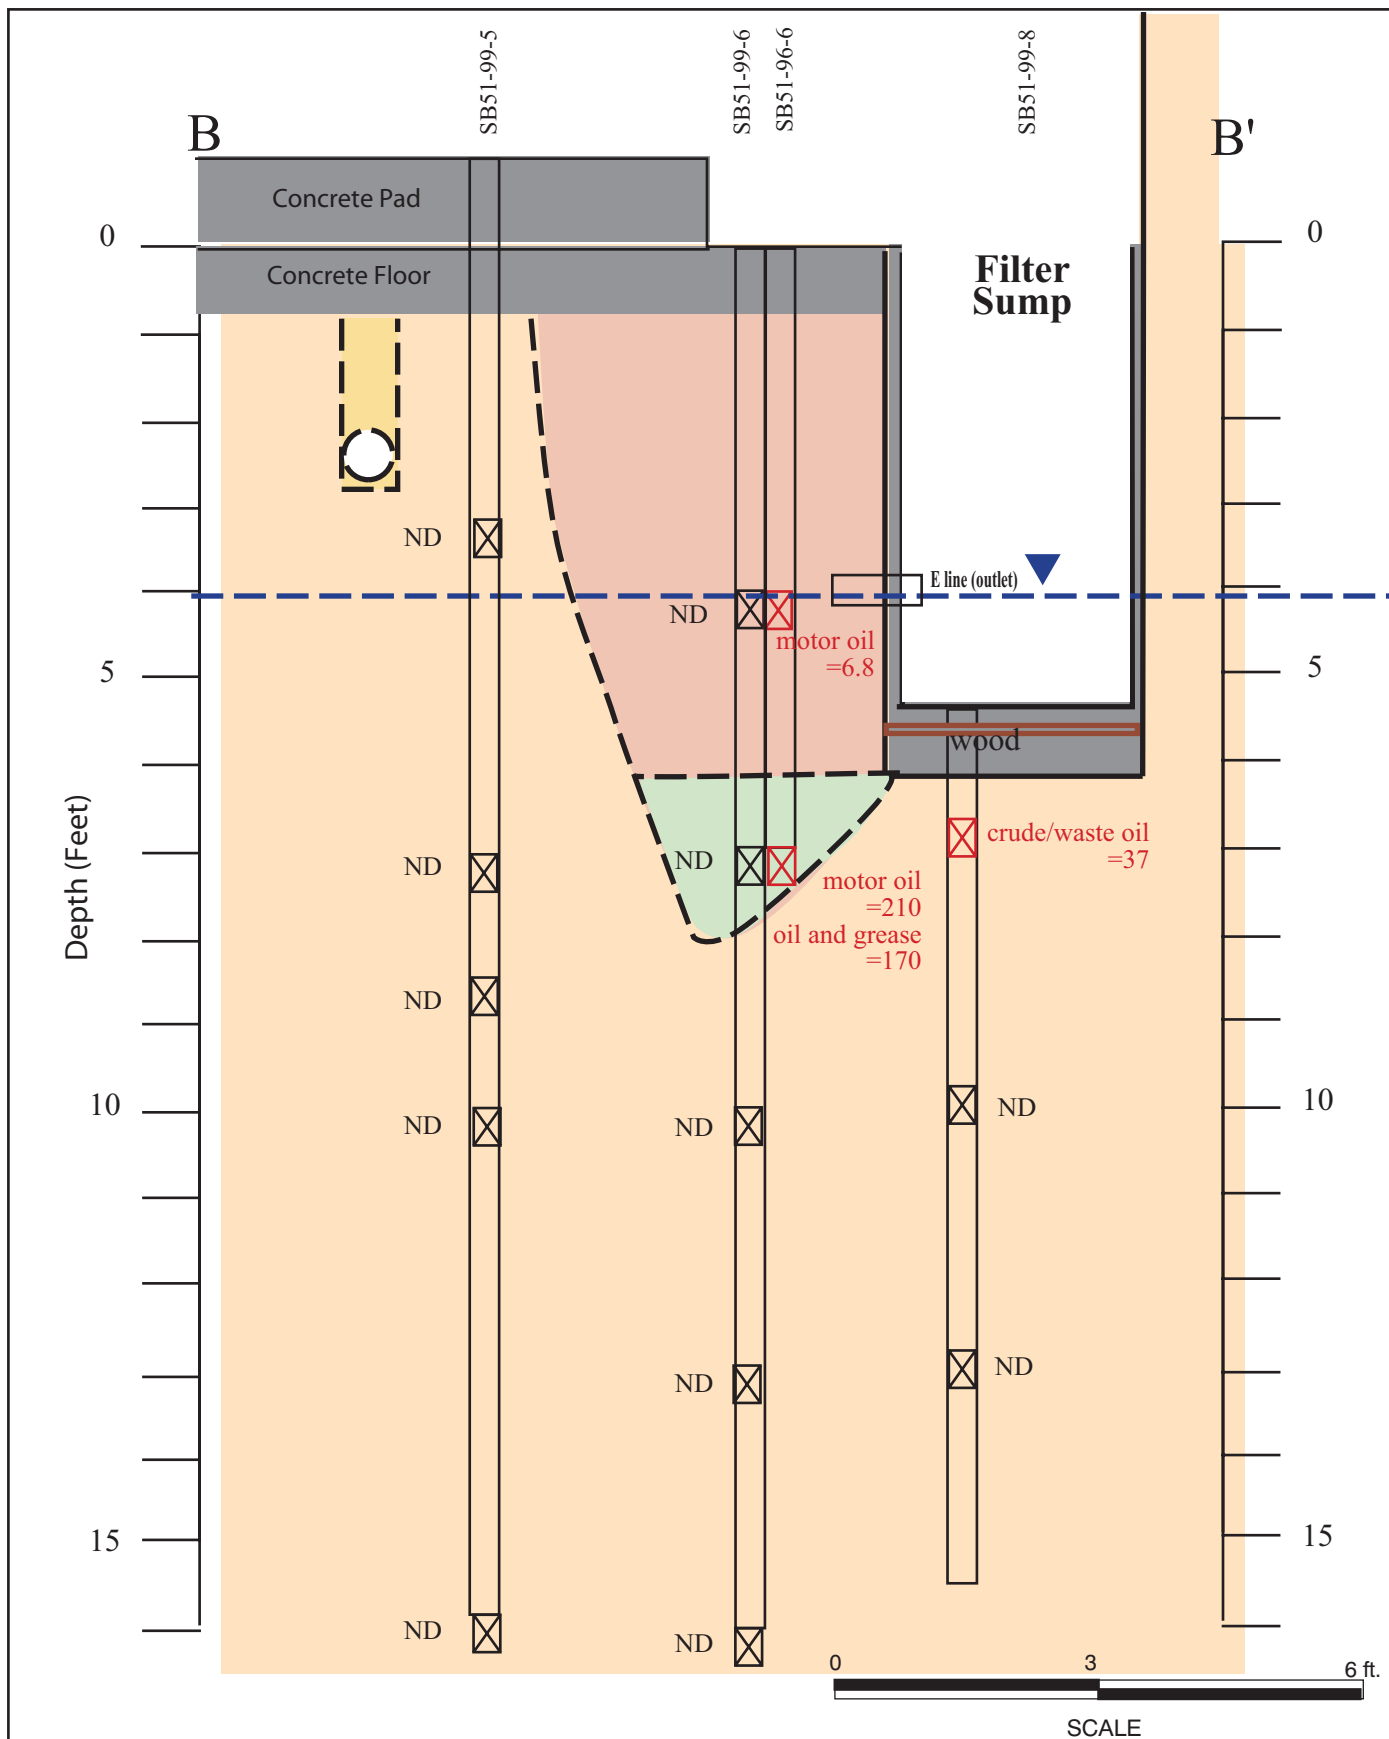 SB51-99-5
SB51-99-6
SB51-96-6
SB51-99-8
B
B'
Concrete Pad
0
0
Concrete Floor
Filter
Sump
ND
E line (outlet)
ND
motor oil
=6.8
5
5
wood
Depth (Feet)
crude/waste oil
=37
ND
ND
motor oil
=210
oil and grease
=170
ND
10
10
ND
ND
ND
ND
ND
15
15
ND
ND
0
3
6 ft.
SCALE